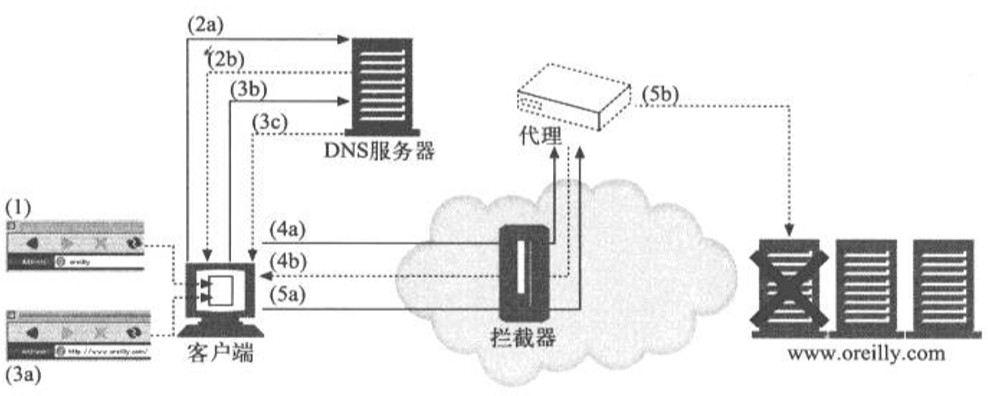 (2a)
(2b)
(3b)
(3c)
DNS服务器
(5b)
代理
(1)
Address
oreilly
(4a)
(4b)
(5a)
Address
http://www.oreilly.com/
(3a)
客户端
拦截器
www.oreilly.com